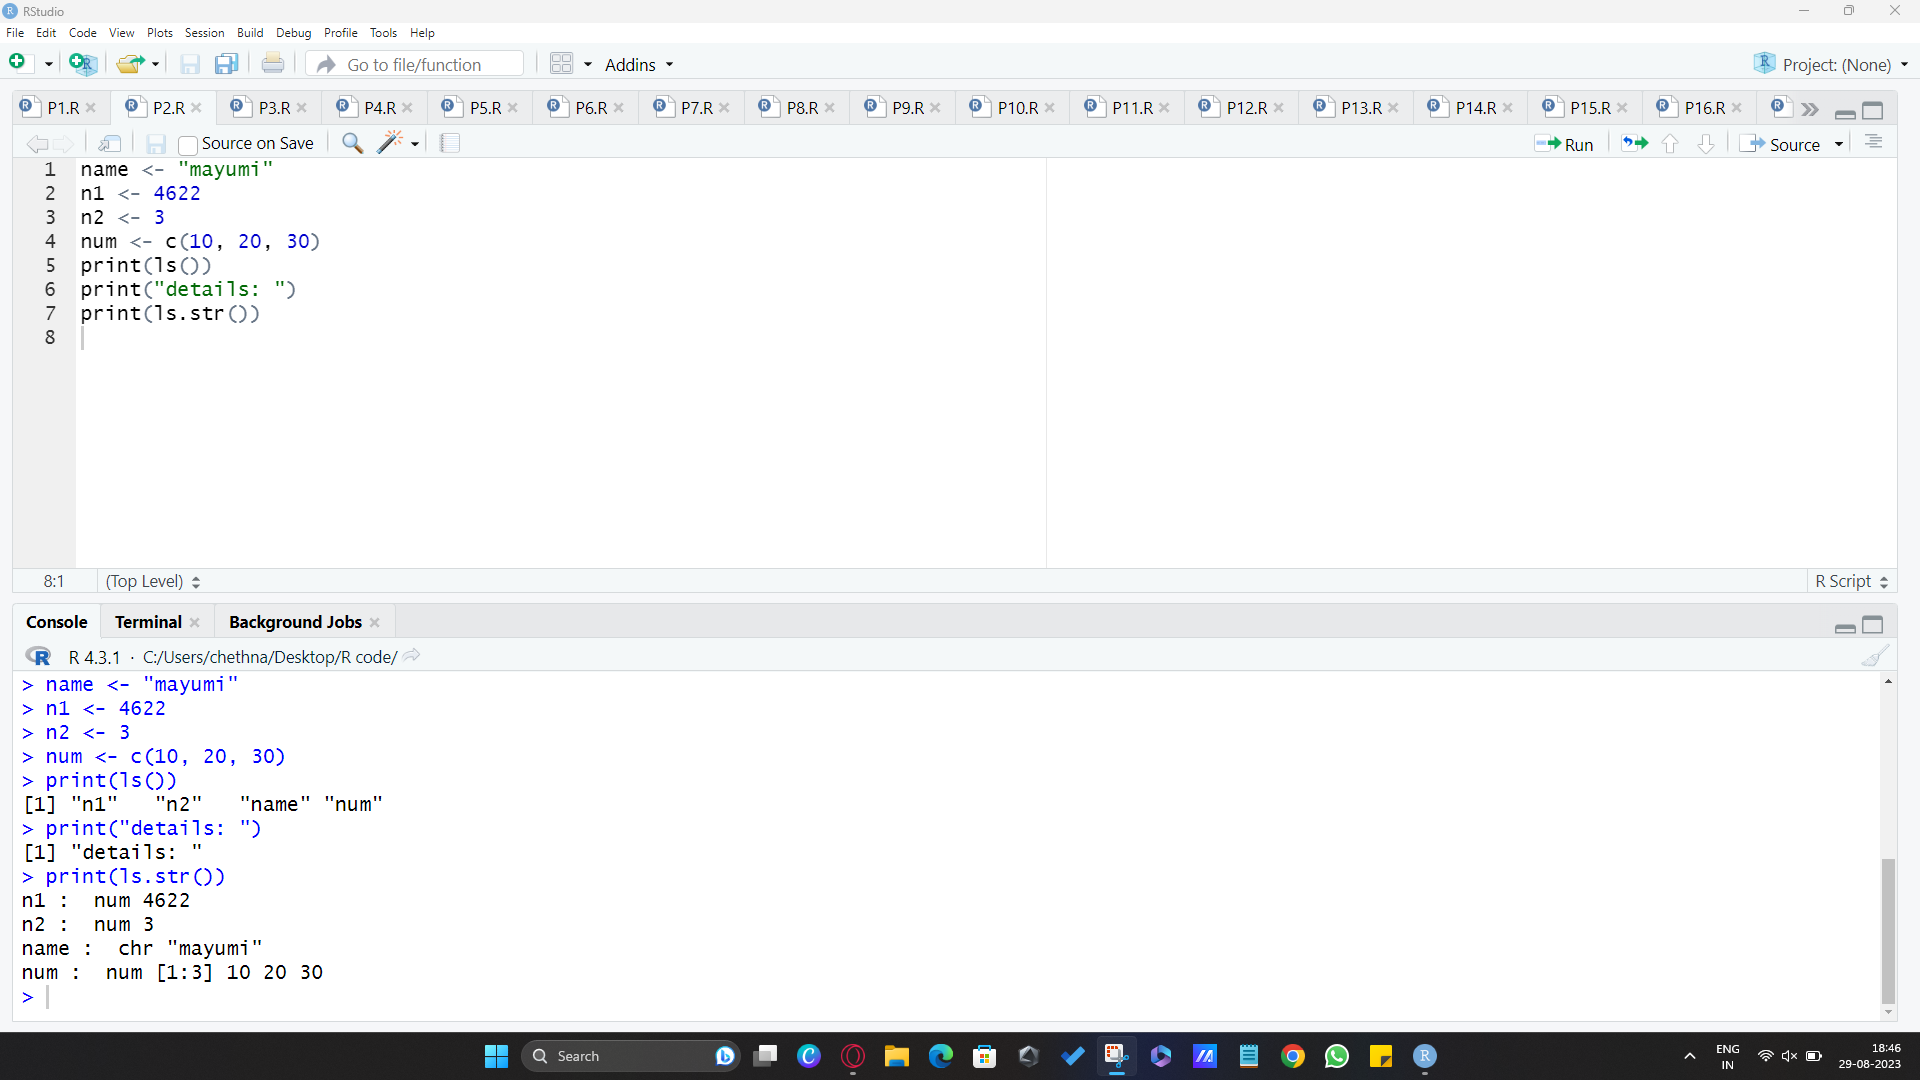 RStudio
File Edit Code View Plots Session Build Debug Profile Tools Help
Go to file/function Addins Project: (None)
P1.R P2.R P3.R P4.R P5.R P6.R P7.R P8.R P9.R P10.R P11.R P12.R P13.R P14.R P15.R P16.R
Source on Save Run Source
1 name <- "mayumi"
2 n1 <- 4622
3 n2 <- 3
4 num <- c(10, 20, 30)
5 print(ls())
6 print("details: ")
7 print(ls.str())
8
8:1 (Top Level) R Script
Console Terminal Background Jobs
R 4.3.1 · C:/Users/chethna/Desktop/R code/
> name <- "mayumi"
> n1 <- 4622
> n2 <- 3
> num <- c(10, 20, 30)
> print(ls())
[1] "n1"   "n2"   "name" "num"
> print("details: ")
[1] "details: "
> print(ls.str())
n1 :  num 4622
n2 :  num 3
name :  chr "mayumi"
num :  num [1:3] 10 20 30
>
Search
ENG
IN
18:46
29-08-2023